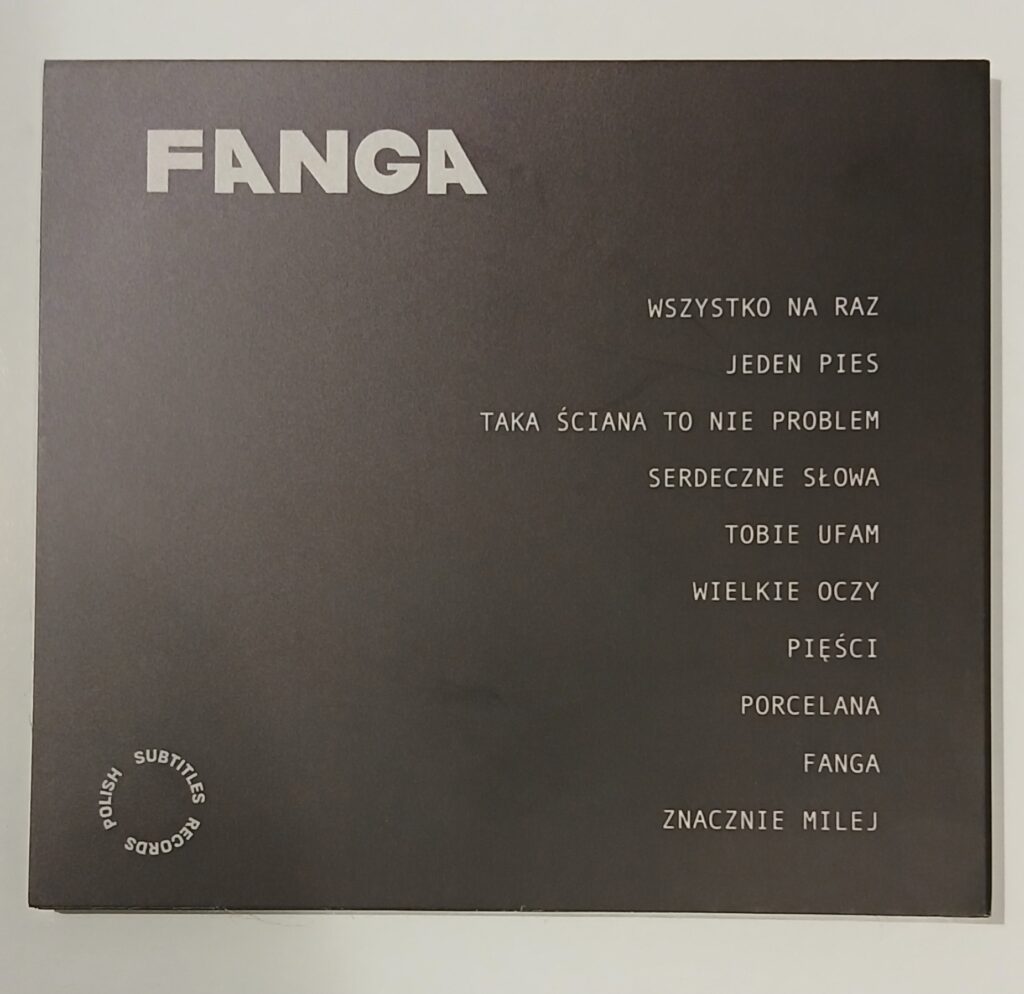 FANGA
WSZYSTKO NA RAZ
JEDEN PIES
TAKA ŚCIANA TO NIE PROBLEM
SERDECZNE SŁOWA
TOBIE UFAM
WIELKIE OCZY
PIĘŚCI
PORCELANA
FANGA
ZNACZNIE MILEJ
POLISH SUBTITLES RECORDS